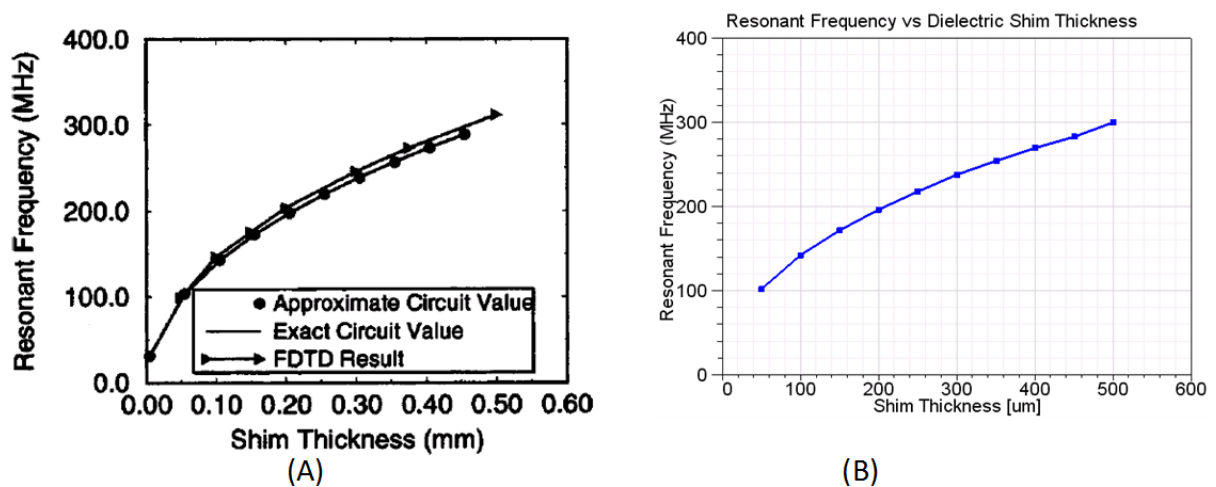 400.0
300.0
200.0
100.0
0.0
Resonant Frequency (MHz)
Approximate Circuit Value
Exact Circuit Value
FDTD Result
0.00 0.10 0.20 0.30 0.40 0.50 0.60
Shim Thickness (mm)
(A)
Resonant Frequency vs Dielectric Shim Thickness
400
300
200
100
0
Resonant Frequency (MHz)
0 100 200 300 400 500 600
Shim Thickness [um]
(B)